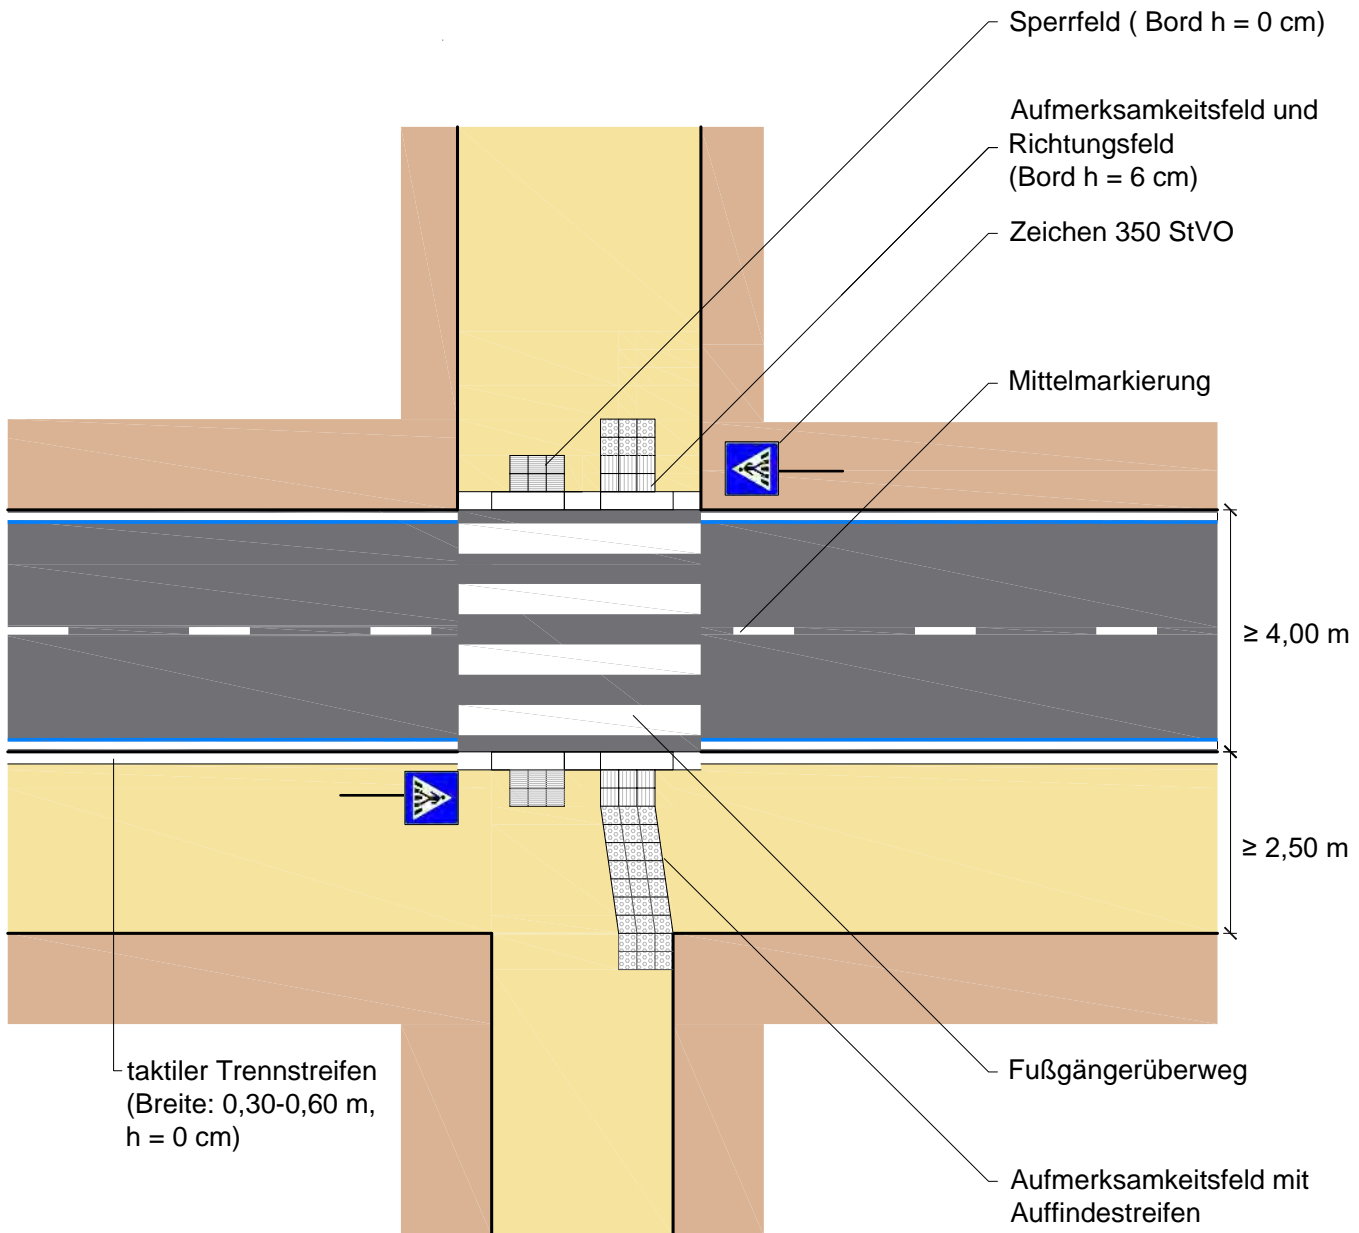 Sperrfeld ( Bord h = 0 cm)
Aufmerksamkeitsfeld und
Richtungsfeld
(Bord h = 6 cm)
Zeichen 350 StVO
Mittelmarkierung
≥ 4,00 m
≥ 2,50 m
taktiler Trennstreifen
(Breite: 0,30-0,60 m,
h = 0 cm)
Fußgängerüberweg
Aufmerksamkeitsfeld mit
Auffindestreifen